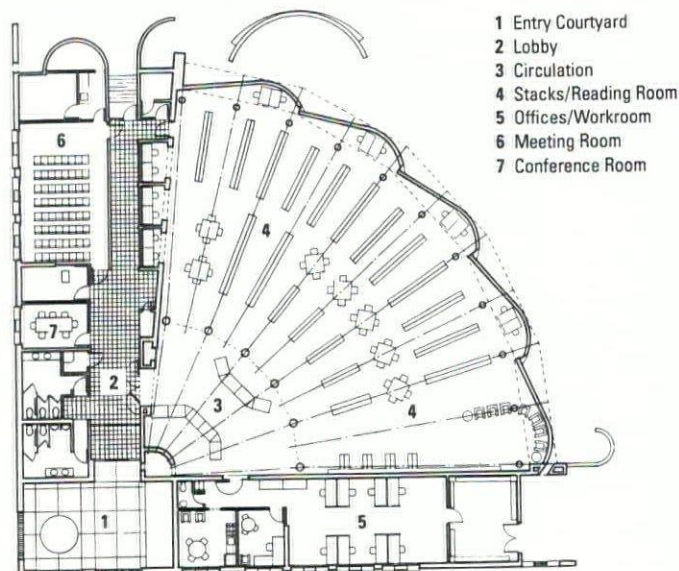 1 Entry Courtyard
2 Lobby
3 Circulation
4 Stacks/Reading Room
5 Offices/Workroom
6 Meeting Room
7 Conference Room
6
4
7
2
3
4
1
5